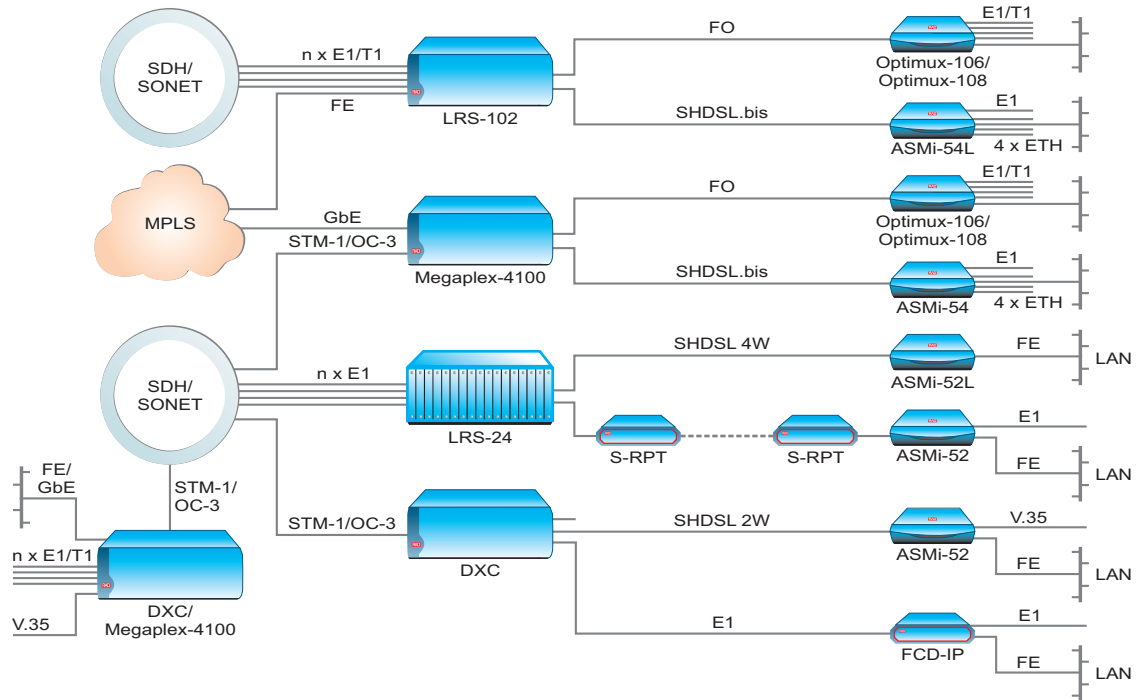 E1/T1
FO
n x E1/T1
SDH/
SONET
Optimux-106/
Optimux-108
FE
LRS-102
SHDSL.bis
E1
ASMi-54L
4 x ETH
E1/T1
FO
MPLS
GbE
Optimux-106/
Optimux-108
STM-1/OC-3
Megaplex-4100
SHDSL.bis
E1
ASMi-54
4 x ETH
SHDSL 4W
FE
LAN
n x E1
ASMi-52L
SDH/
SONET
LRS-24
E1
S-RPT
S-RPT
ASMi-52
FE
LAN
FE/
GbE
STM-1/
OC-3
STM-1/OC-3
SHDSL 2W
V.35
n x E1/T1
DXC
ASMi-52
FE
LAN
DXC/
Megaplex-4100
V.35
E1
E1
FCD-IP
FE
LAN